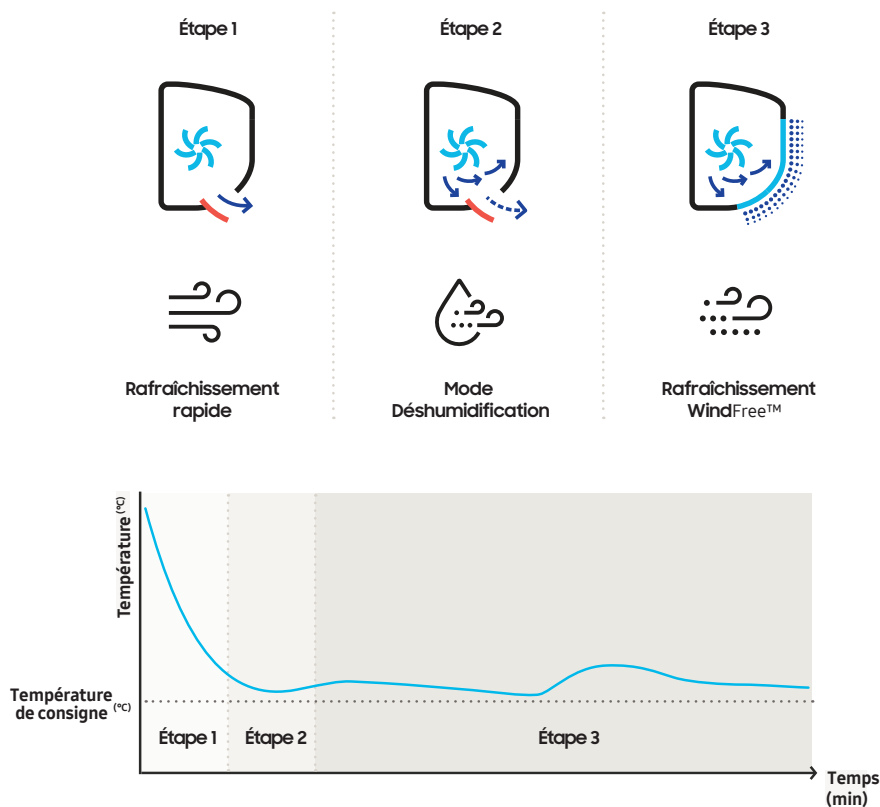 Étape 1
Étape 2
Étape 3
Rafraîchissement
rapide
Mode
Déshumidification
Rafraîchissement
WindFree™
Température (°C)
Température
de consigne (°C)
Étape 1
Étape 2
Étape 3
Temps
(min)